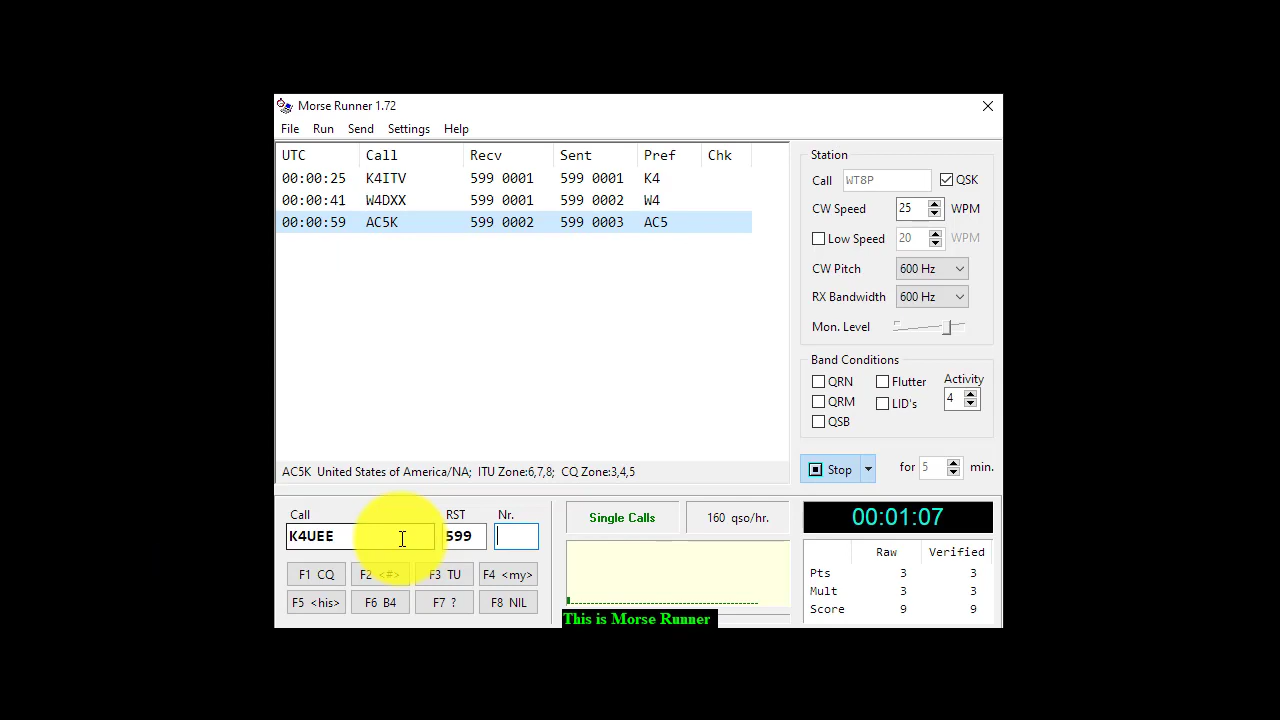 Morse Runner 1.72
File Run Send Settings Help
UTC Call Recv Sent Pref Chk
00:00:25 K4ITV 599 0001 599 0001 K4
00:00:41 W4DXX 599 0001 599 0002 W4
00:00:59 AC5K 599 0002 599 0003 AC5
AC5K United States of America/NA; ITU Zone:6,7,8; CQ Zone:3,4,5
Station
Call WT8P QSK
CW Speed 25 WPM
Low Speed 20 WPM
CW Pitch 600 Hz
RX Bandwidth 600 Hz
Mon. Level
Band Conditions
QRN Flutter Activity
QRM LID's 4
QSB
Stop for 5 min.
Call RST Nr.
K4UEE 599
F1 CQ F2 <#> F3 TU F4 <my>
F5 <his> F6 B4 F7 ? F8 NIL
Single Calls 160 qso/hr.
00:01:07
Raw Verified
Pts 3 3
Mult 3 3
Score 9 9
This is Morse Runner